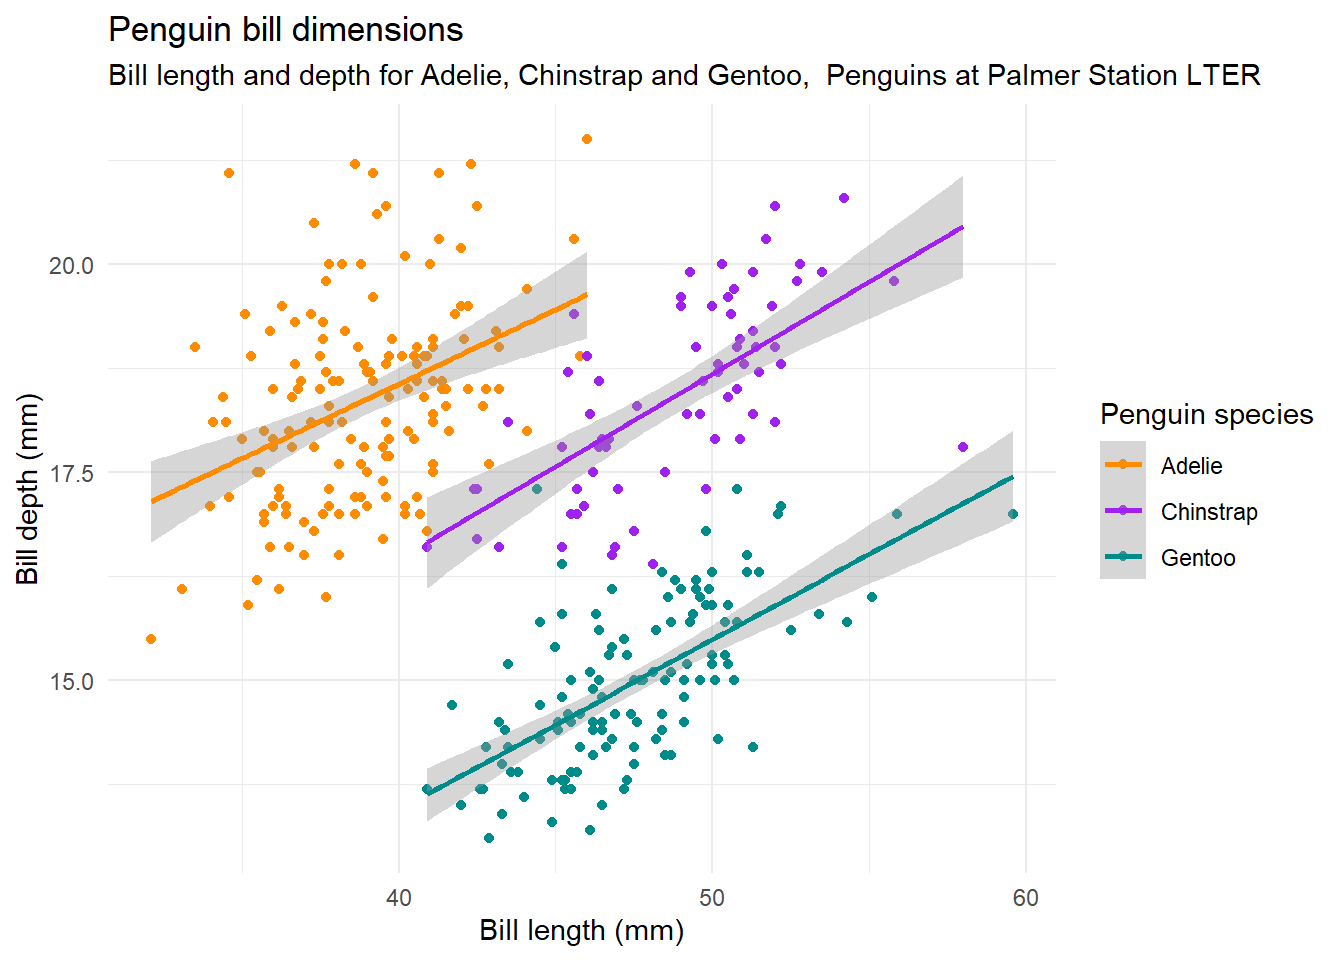 Penguin bill dimensions
Bill length and depth for Adelie, Chinstrap and Gentoo,  Penguins at Palmer Station LTER
20.0
17.5
15.0
Bill depth (mm)
40
50
60
Bill length (mm)
Penguin species
Adelie
Chinstrap
Gentoo